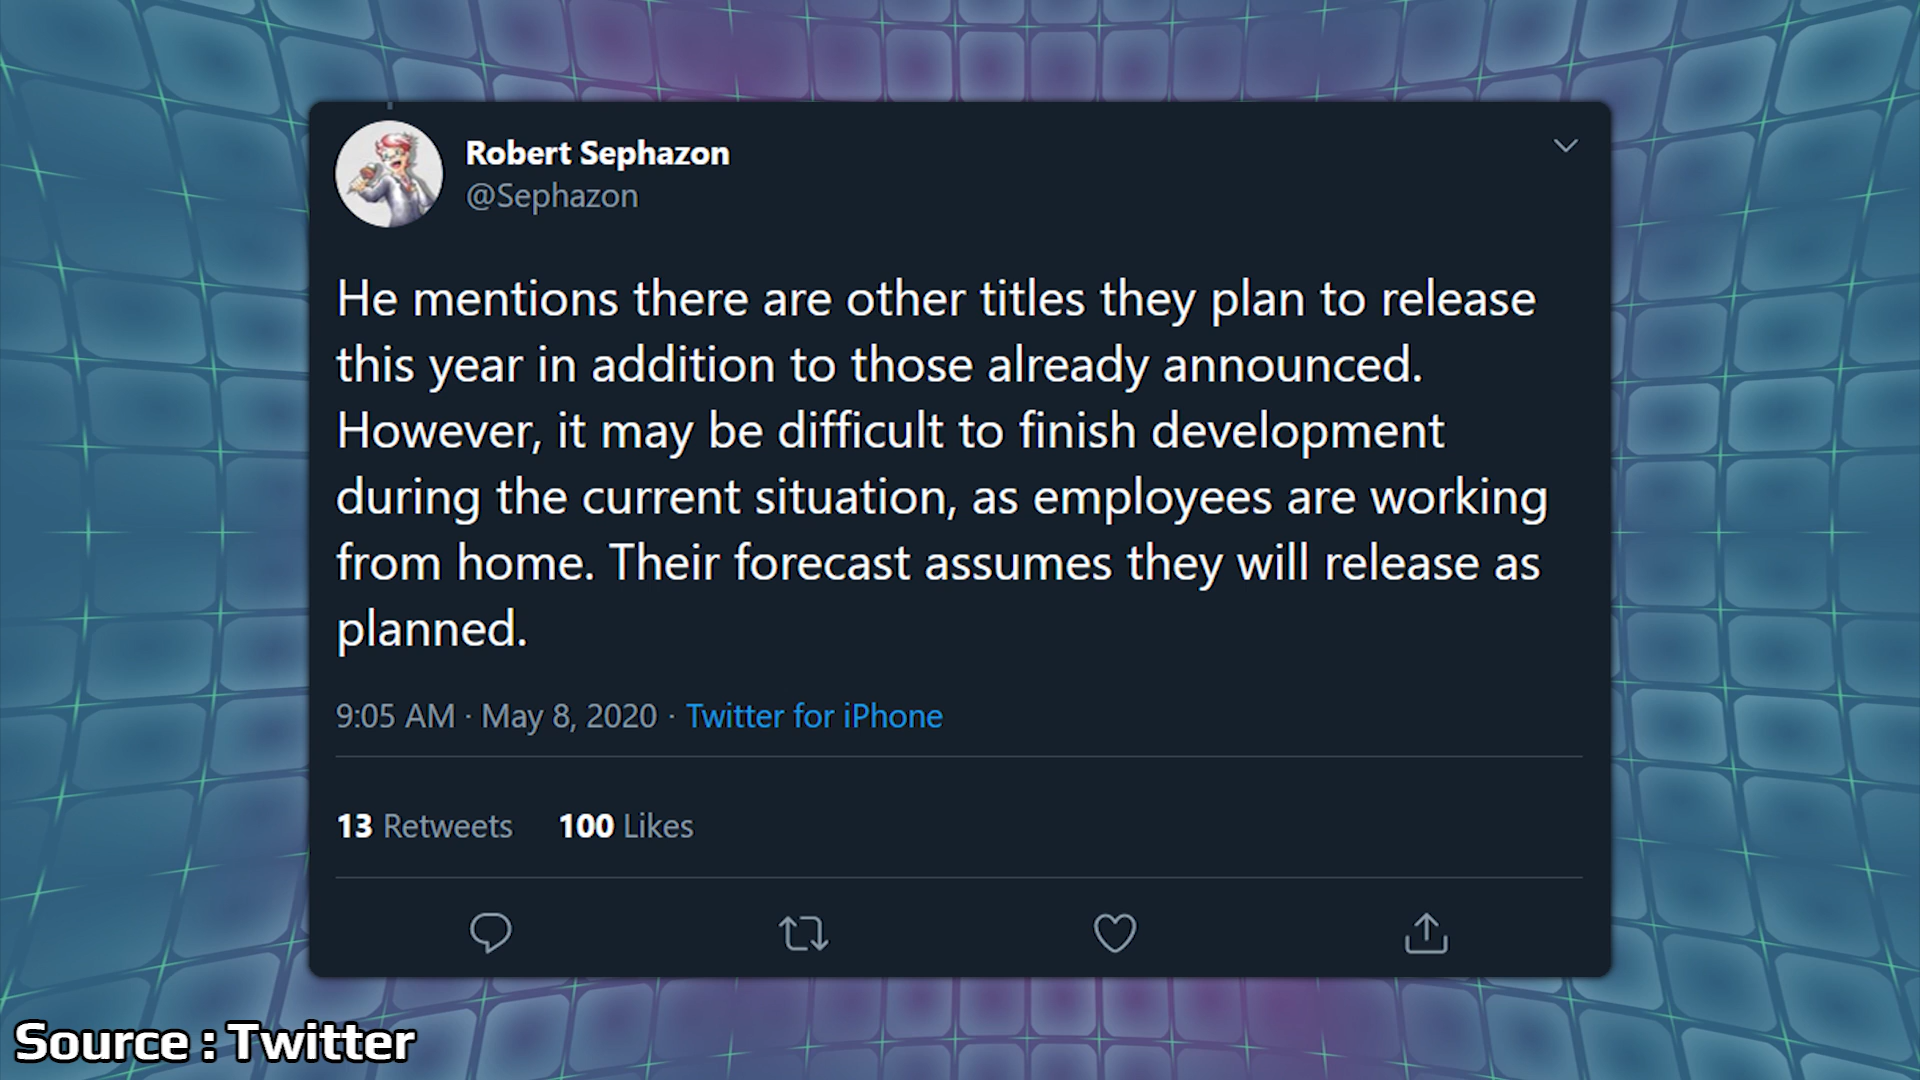 Robert Sephazon
@Sephazon
He mentions there are other titles they plan to release
this year in addition to those already announced.
However, it may be difficult to finish development
during the current situation, as employees are working
from home. Their forecast assumes they will release as
planned.
9:05 AM · May 8, 2020 · Twitter for iPhone
13 Retweets 100 Likes
Source : Twitter